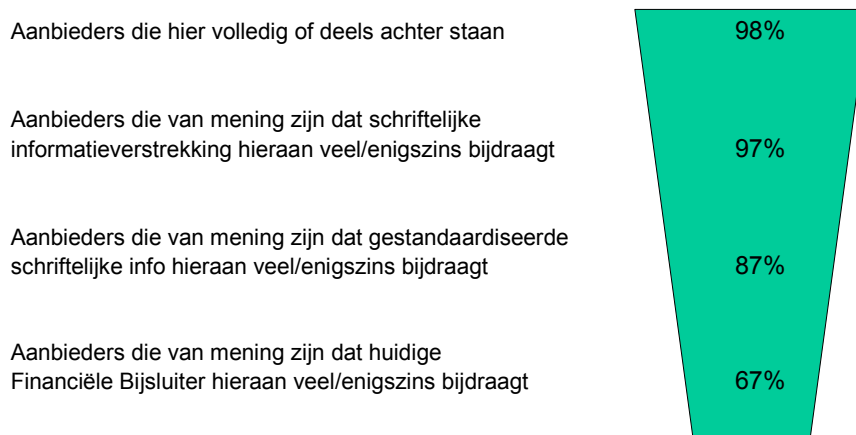 Aanbieders die hier volledig of deels achter staan 98%
Aanbieders die van mening zijn dat schriftelijke
informatieverstrekking hieraan veel/enigszins bijdraagt 97%
Aanbieders die van mening zijn dat gestandaardiseerde
schriftelijke info hieraan veel/enigszins bijdraagt 87%
Aanbieders die van mening zijn dat huidige
Financiële Bijsluiter hieraan veel/enigszins bijdraagt 67%